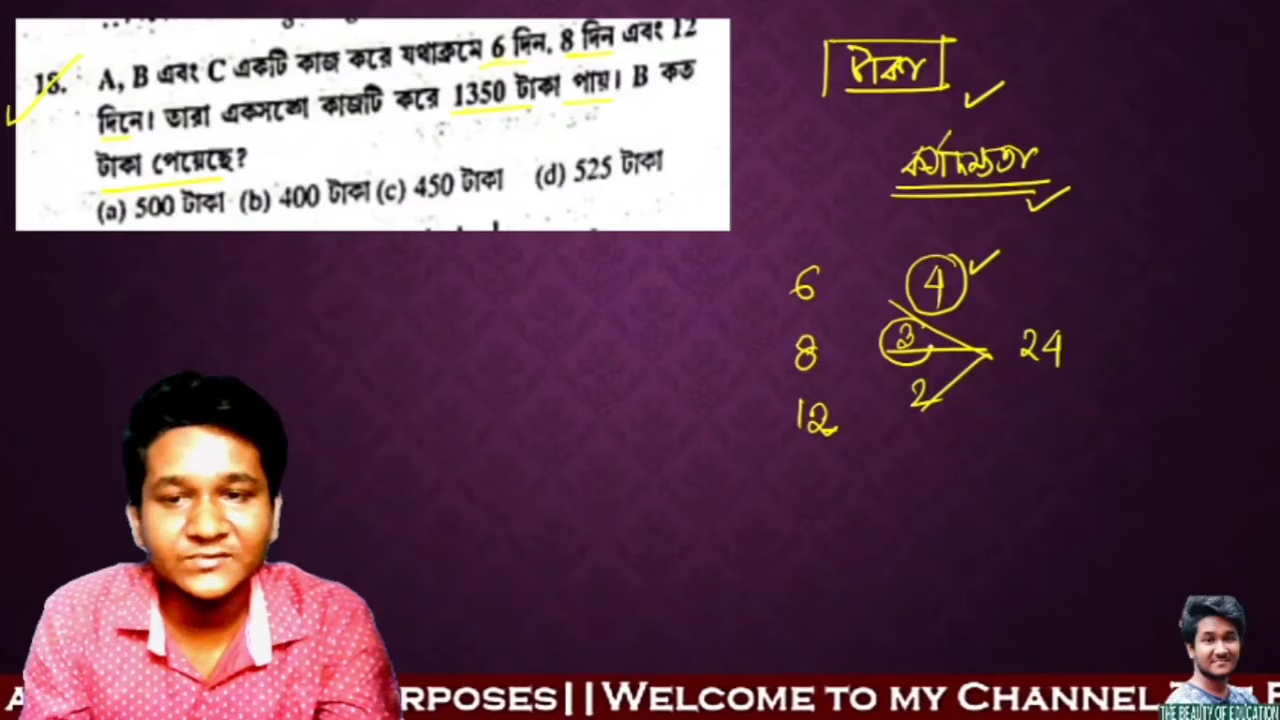 18. A, B এবং C একটি কাজ করে যথাক্রমে 6 দিন, 8 দিন এবং 12
দিনে। তারা একসঙ্গে কাজটি করে 1350 টাকা পায়। B কত
টাকা পেয়েছে?
(a) 500 টাকা (b) 400 টাকা (c) 450 টাকা (d) 525 টাকা
টাকা
কর্মদক্ষতা
6 4
8 3 24
12 2
RPOSES||WELCOME TO MY CHANNEL
THE BEAUTY OF EDUCATION